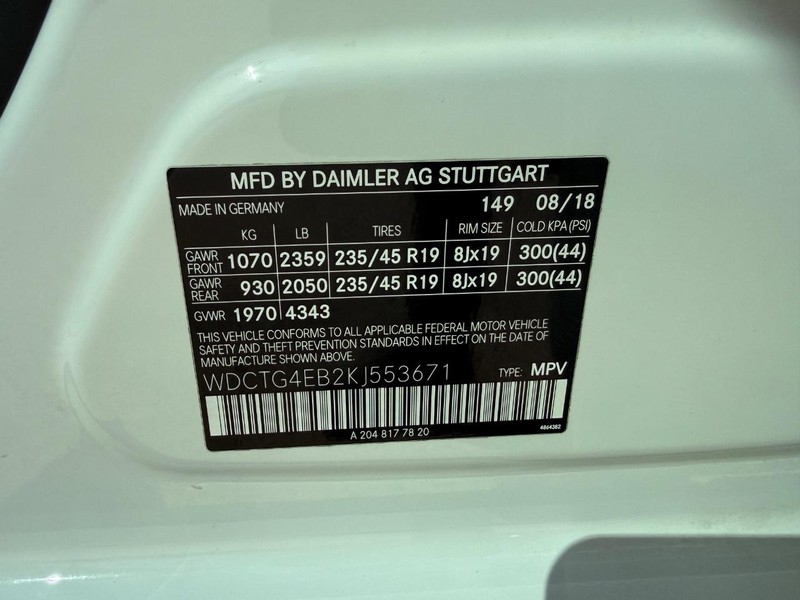 MFD BY DAIMLER AG STUTTGART
MADE IN GERMANY 149 08/18
KG LB TIRES RIM SIZE COLD KPA (PSI)
GAWR FRONT 1070 2359 235/45 R19 8Jx19 300(44)
GAWR REAR 930 2050 235/45 R19 8Jx19 300(44)
GVWR 1970 4343
THIS VEHICLE CONFORMS TO ALL APPLICABLE FEDERAL MOTOR VEHICLE
SAFETY AND THEFT PREVENTION STANDARDS IN EFFECT ON THE DATE OF
MANUFACTURE SHOWN ABOVE.
WDCTG4EB2KJ553671 TYPE: MPV
A 204 817 78 20 4864382